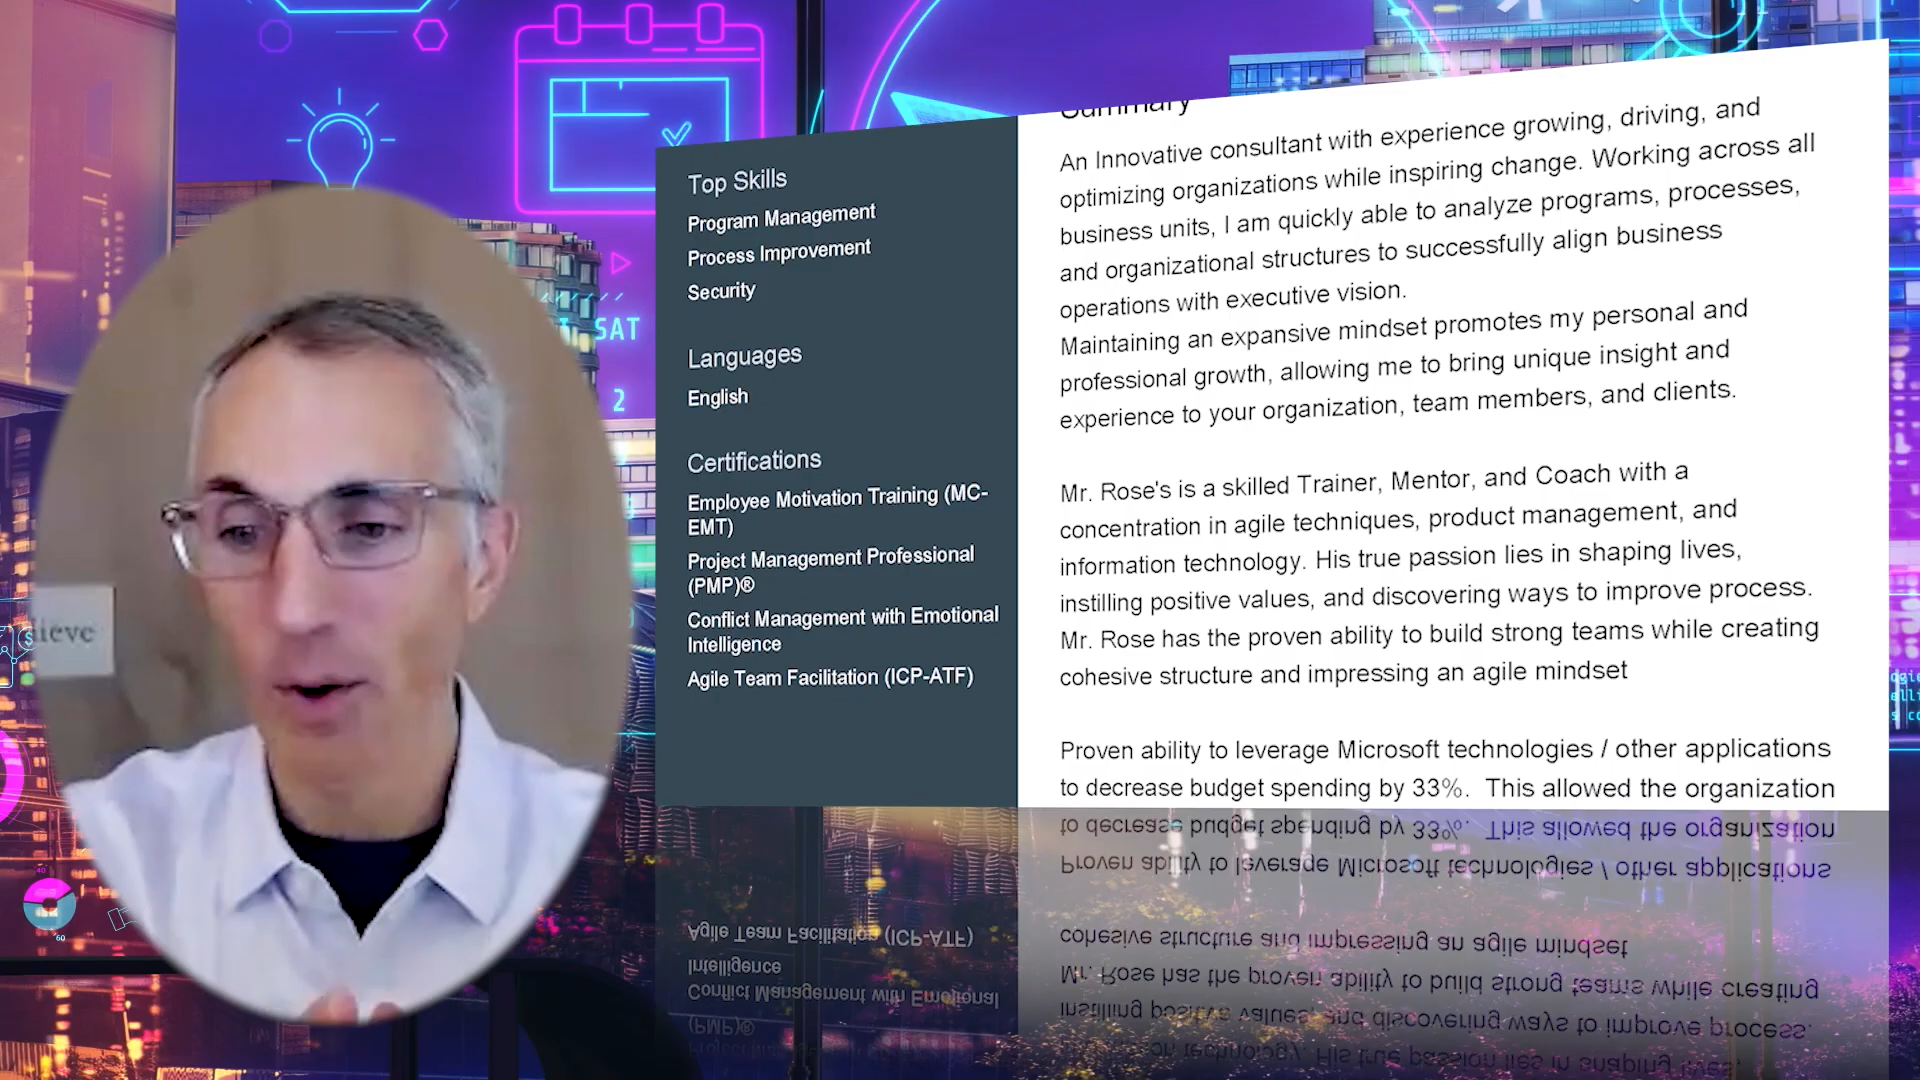 SAT
2
lieve
Top Skills
Program Management
Process Improvement
Security
Languages
English
Certifications
Employee Motivation Training (MC-
EMT)
Project Management Professional
(PMP)®
Conflict Management with Emotional
Intelligence
Agile Team Facilitation (ICP-ATF)
Summary
An Innovative consultant with experience growing, driving, and
optimizing organizations while inspiring change. Working across all
business units, I am quickly able to analyze programs, processes,
and organizational structures to successfully align business
operations with executive vision.
Maintaining an expansive mindset promotes my personal and
professional growth, allowing me to bring unique insight and
experience to your organization, team members, and clients.
Mr. Rose's is a skilled Trainer, Mentor, and Coach with a
concentration in agile techniques, product management, and
information technology. His true passion lies in shaping lives,
instilling positive values, and discovering ways to improve process.
Mr. Rose has the proven ability to build strong teams while creating
cohesive structure and impressing an agile mindset
Proven ability to leverage Microsoft technologies / other applications
to decrease budget spending by 33%.  This allowed the organization
40
60